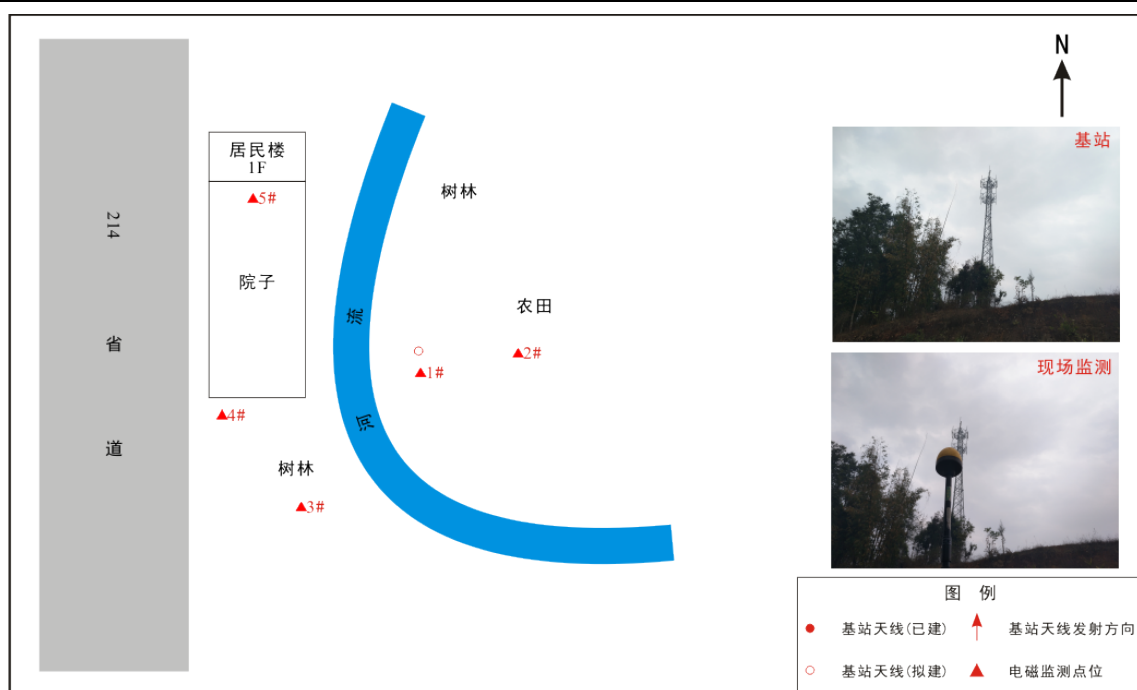 N
基站
居民楼
1F
树林
▲5#
214
院子
农田
流
省
▲2#
现场监测
▲1#
▲4#
河
道
树林
▲3#
图 例
基站天线(已建) 基站天线发射方向
基站天线(拟建) 电磁监测点位